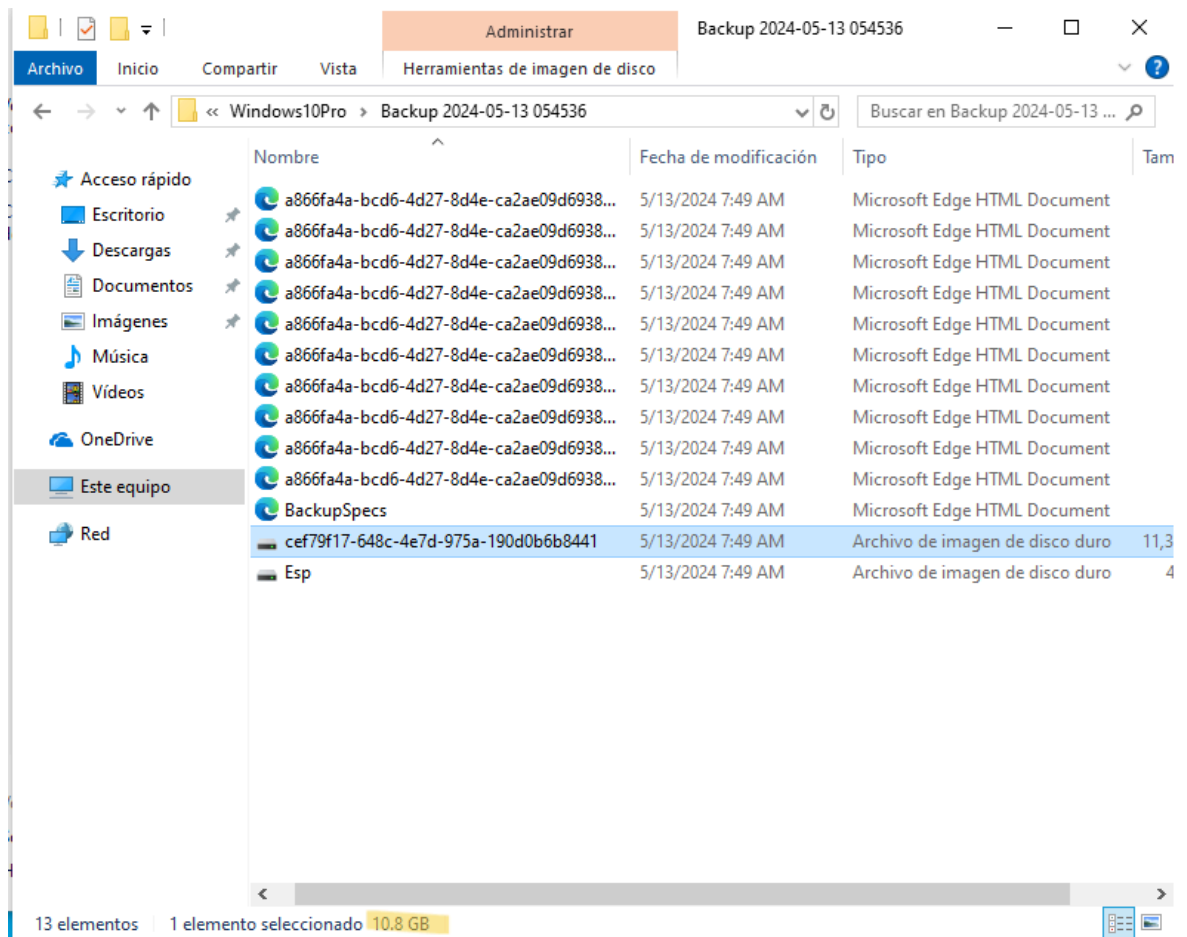 Administrar
Backup 2024-05-13 054536
Archivo Inicio Compartir Vista Herramientas de imagen de disco
« Windows10Pro > Backup 2024-05-13 054536
Buscar en Backup 2024-05-13 ...
Nombre Fecha de modificación Tipo Tam
Acceso rápido
Escritorio
Descargas
Documentos
Imágenes
Música
Vídeos
OneDrive
Este equipo
Red
a866fa4a-bcd6-4d27-8d4e-ca2ae09d6938... 5/13/2024 7:49 AM Microsoft Edge HTML Document
a866fa4a-bcd6-4d27-8d4e-ca2ae09d6938... 5/13/2024 7:49 AM Microsoft Edge HTML Document
a866fa4a-bcd6-4d27-8d4e-ca2ae09d6938... 5/13/2024 7:49 AM Microsoft Edge HTML Document
a866fa4a-bcd6-4d27-8d4e-ca2ae09d6938... 5/13/2024 7:49 AM Microsoft Edge HTML Document
a866fa4a-bcd6-4d27-8d4e-ca2ae09d6938... 5/13/2024 7:49 AM Microsoft Edge HTML Document
a866fa4a-bcd6-4d27-8d4e-ca2ae09d6938... 5/13/2024 7:49 AM Microsoft Edge HTML Document
a866fa4a-bcd6-4d27-8d4e-ca2ae09d6938... 5/13/2024 7:49 AM Microsoft Edge HTML Document
a866fa4a-bcd6-4d27-8d4e-ca2ae09d6938... 5/13/2024 7:49 AM Microsoft Edge HTML Document
a866fa4a-bcd6-4d27-8d4e-ca2ae09d6938... 5/13/2024 7:49 AM Microsoft Edge HTML Document
a866fa4a-bcd6-4d27-8d4e-ca2ae09d6938... 5/13/2024 7:49 AM Microsoft Edge HTML Document
BackupSpecs 5/13/2024 7:49 AM Microsoft Edge HTML Document
cef79f17-648c-4e7d-975a-190d0b6b8441 5/13/2024 7:49 AM Archivo de imagen de disco duro 11,3
Esp 5/13/2024 7:49 AM Archivo de imagen de disco duro 4
13 elementos 1 elemento seleccionado 10.8 GB